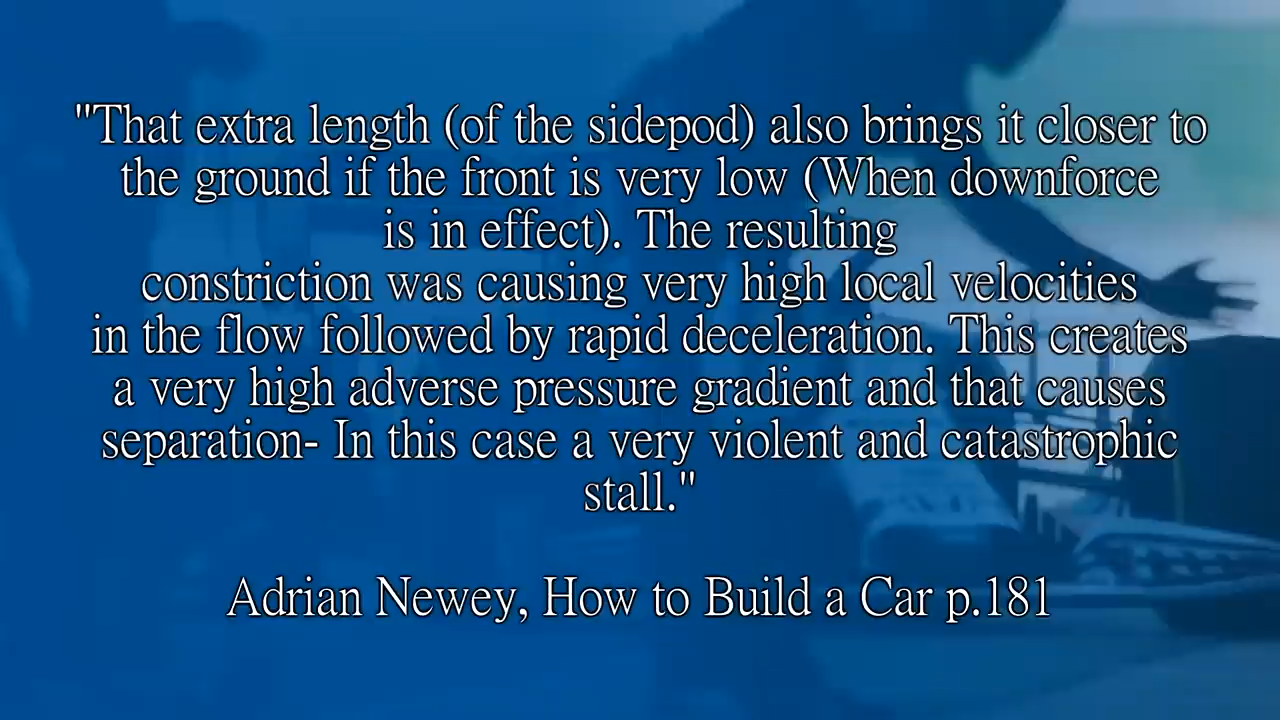 "That extra length (of the sidepod) also brings it closer to
the ground if the front is very low (When downforce
is in effect). The resulting
constriction was causing very high local velocities
in the flow followed by rapid deceleration. This creates
a very high adverse pressure gradient and that causes
separation- In this case a very violent and catastrophic
stall."
Adrian Newey, How to Build a Car p.181